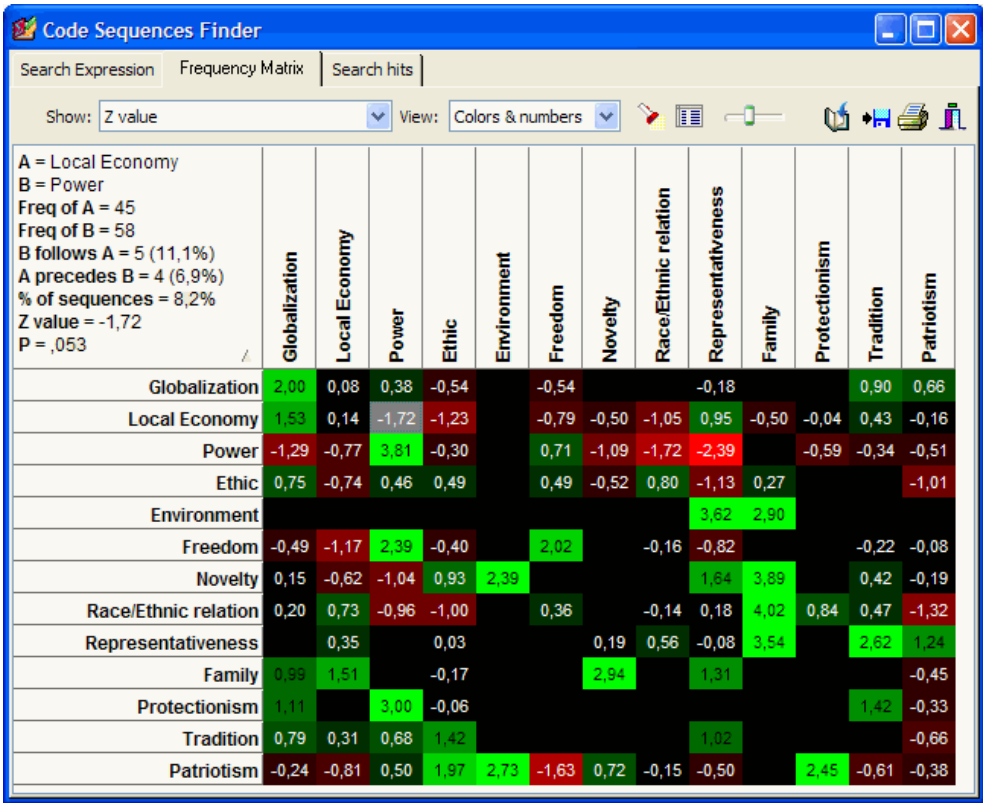 Code Sequences Finder
Search Expression Frequency Matrix Search hits
Show: Z value View: Colors & numbers
A = Local Economy
B = Power
Freq of A = 45
Freq of B = 58
B follows A = 5 (11,1%)
A precedes B = 4 (6,9%)
% of sequences = 8,2%
Z value = -1,72
P = ,053
Globalization Local Economy Power Ethic Environment Freedom Novelty Race/Ethnic relation Representativeness Family Protectionism Tradition Patriotism
Globalization 2,00 0,08 0,38 -0,54 -0,54 -0,18 0,90 0,66
Local Economy 1,53 0,14 -1,72 -1,23 -0,79 -0,50 -1,05 0,95 -0,50 -0,04 0,43 -0,16
Power -1,29 -0,77 3,81 -0,30 0,71 -1,09 -1,72 -2,39 -0,59 -0,34 -0,51
Ethic 0,75 -0,74 0,46 0,49 0,49 -0,52 0,80 -1,13 0,27 -1,01
Environment 3,62 2,90
Freedom -0,49 -1,17 2,39 -0,40 2,02 -0,16 -0,82 -0,22 -0,08
Novelty 0,15 -0,62 -1,04 0,93 2,39 1,64 3,89 0,42 -0,19
Race/Ethnic relation 0,20 0,73 -0,96 -1,00 0,36 -0,14 0,18 4,02 0,84 0,47 -1,32
Representativeness 0,35 0,03 0,19 0,56 -0,08 3,54 2,62 1,24
Family 0,99 1,51 -0,17 2,94 1,31 -0,45
Protectionism 1,11 3,00 -0,06 1,42 -0,33
Tradition 0,79 0,31 0,68 1,42 1,02 -0,66
Patriotism -0,24 -0,81 0,50 1,97 2,73 -1,63 0,72 -0,15 -0,50 2,45 -0,61 -0,38